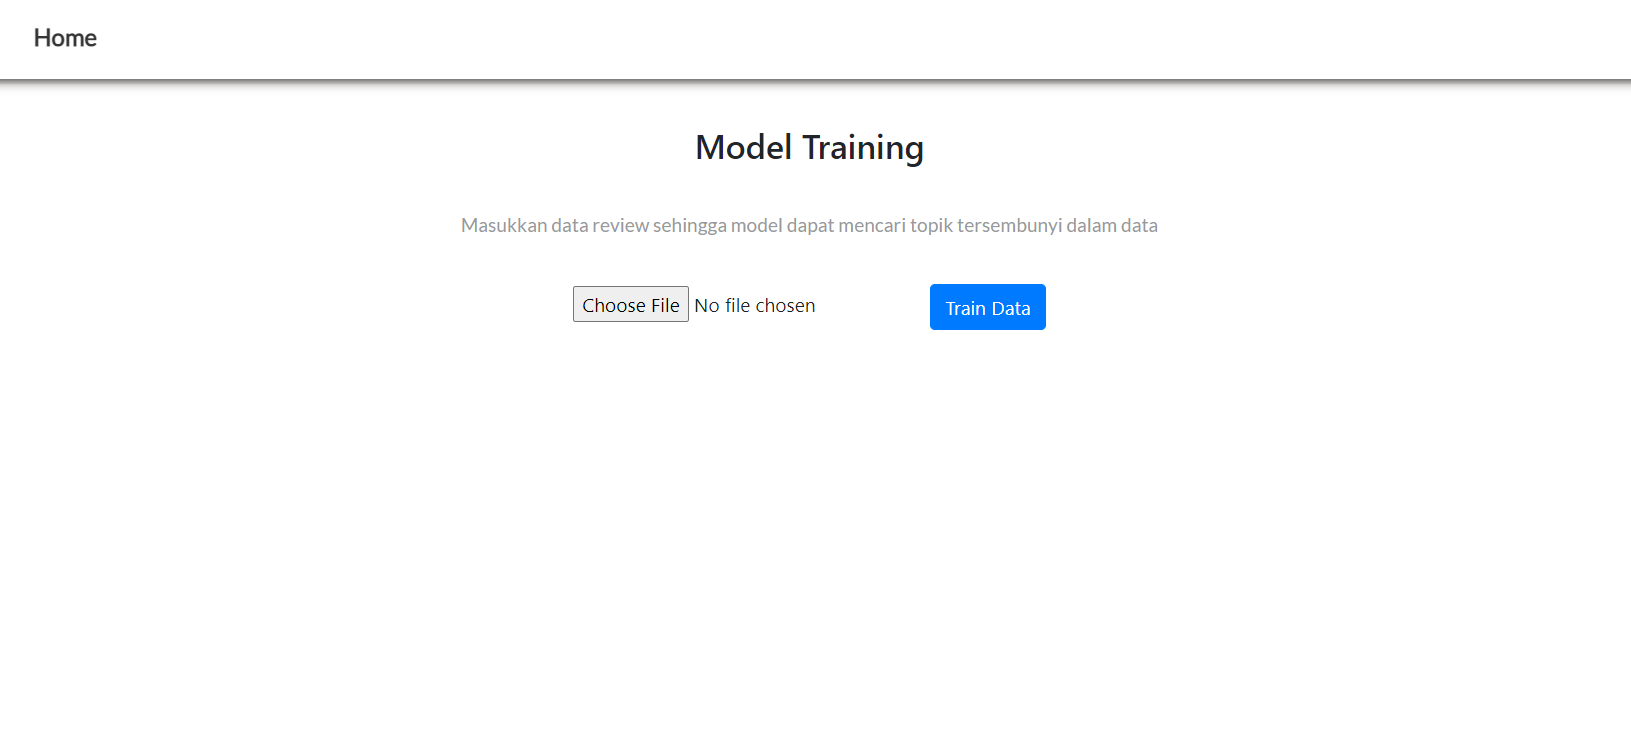 Home
Model Training
Masukkan data review sehingga model dapat mencari topik tersembunyi dalam data
Choose File No file chosen Train Data